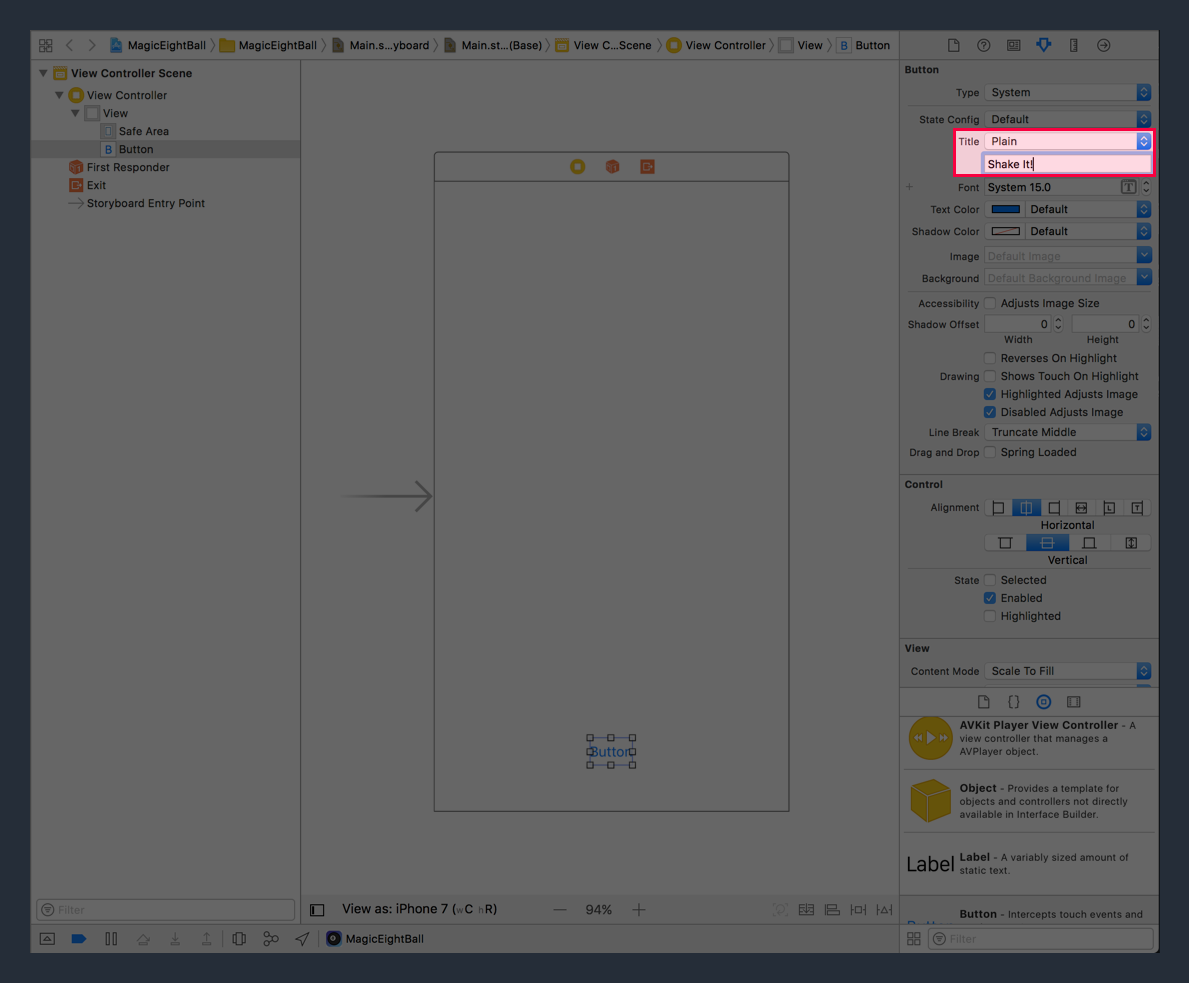 MagicEightBall MagicEightBall Main.s...yboard Main.st...(Base) View C...Scene View Controller View B Button
View Controller Scene
View Controller
View
Safe Area
B Button
First Responder
Exit
Storyboard Entry Point
Filter
Button
View as: iPhone 7 (wC hR)
94%
MagicEightBall
Button
Type System
State Config Default
Title Plain
Shake It!
Font System 15.0 T
Text Color Default
Shadow Color Default
Image Default Image
Background Default Background Image
Accessibility Adjusts Image Size
Shadow Offset 0 0
Width Height
Reverses On Highlight
Drawing Shows Touch On Highlight
Highlighted Adjusts Image
Disabled Adjusts Image
Line Break Truncate Middle
Drag and Drop Spring Loaded
Control
Alignment L T
Horizontal
Vertical
State Selected
Enabled
Highlighted
View
Content Mode Scale To Fill
{}
AVKit Player View Controller - A
view controller that manages a
AVPlayer object.
Object - Provides a template for
objects and controllers not directly
available in Interface Builder.
Label
Label - A variably sized amount of
static text.
Button - Intercepts touch events and
Filter